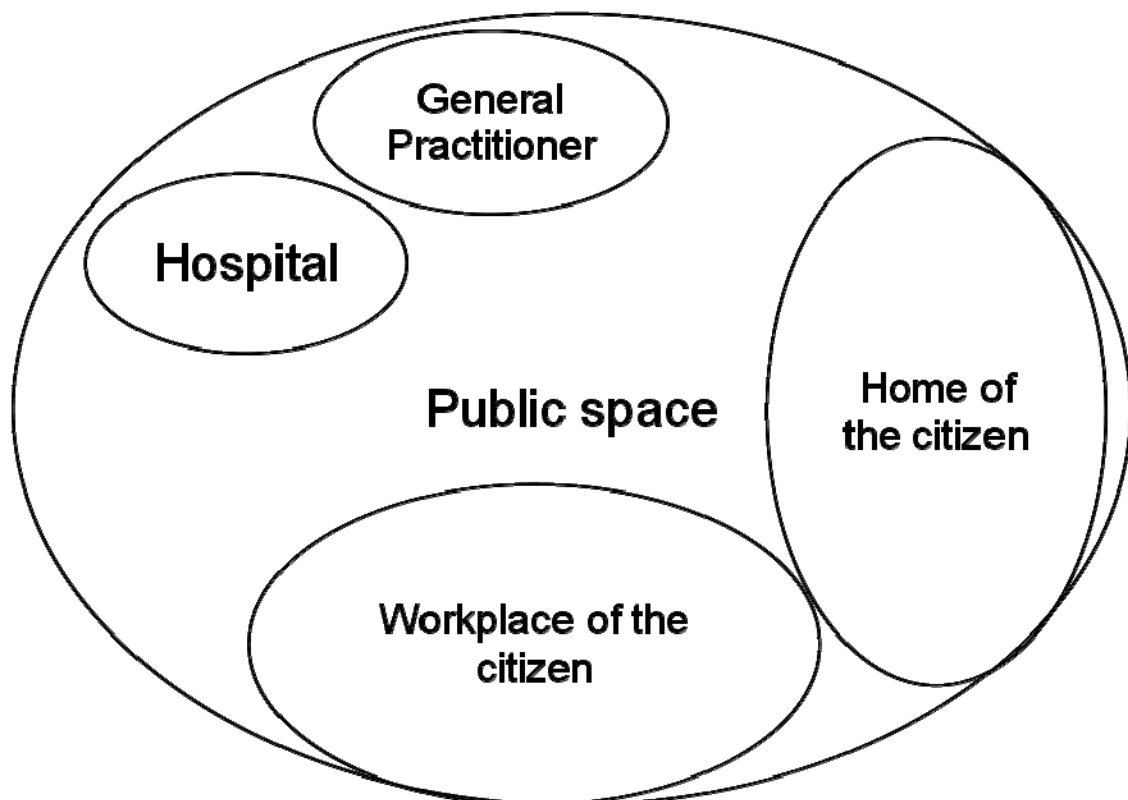 General
Practitioner
Hospital
Public space
Home of
the citizen
Workplace of the
citizen